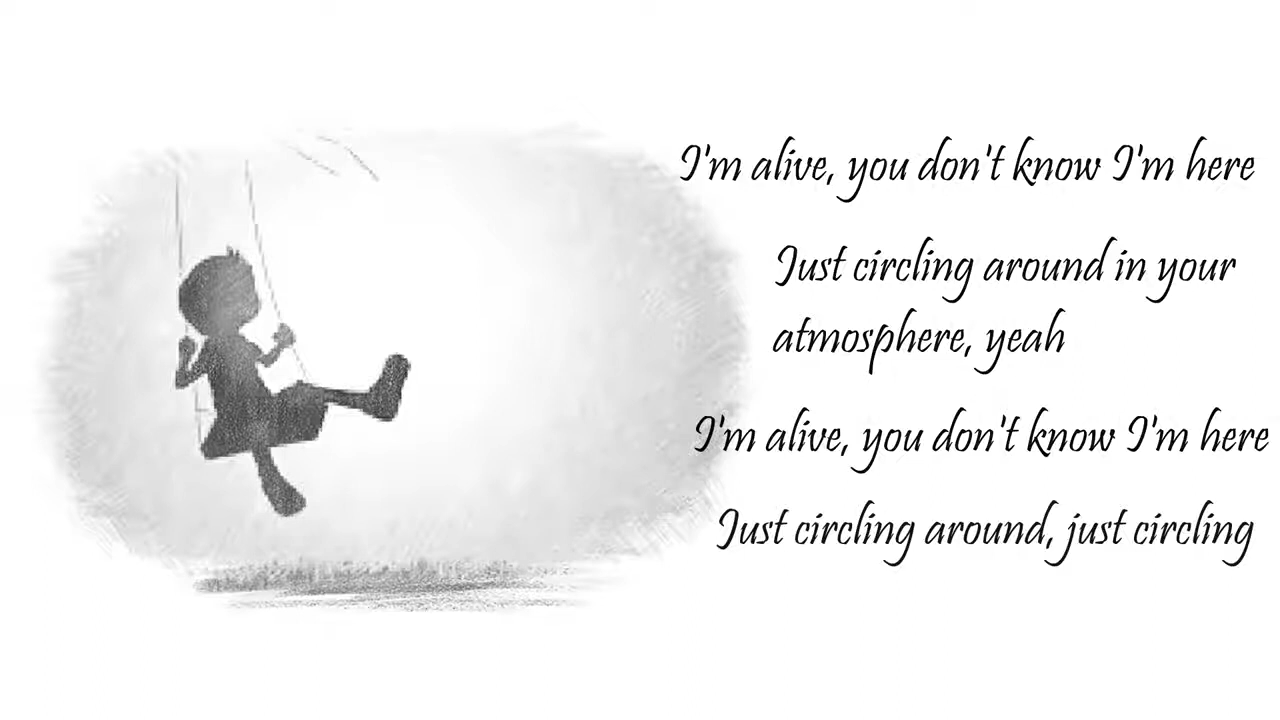 I'm alive, you don't know I'm here
Just circling around in your
atmosphere, yeah
I'm alive, you don't know I'm here
Just circling around, just circling